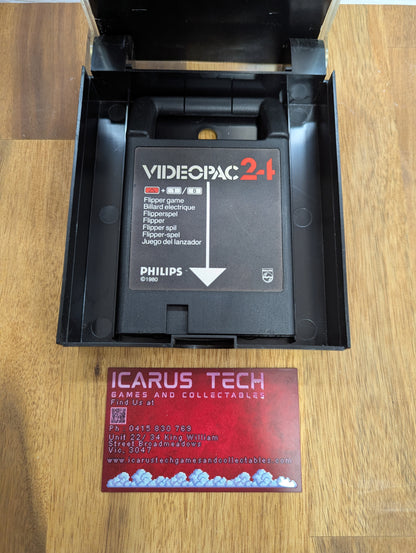 VIDEOPAC 24
+ 1 / 0
Flipper game
Billard electrique
Flipperspel
Flipper
Flipper spil
Flipper-spel
Juego del lanzador
PHILIPS
©1980
ICARUS TECH
GAMES AND COLLECTABLES
Find Us at
Ph: 0415 830 769
Unit 22/ 34 King William
Street Broadmeadows
Vic, 3047
www.icarustechgamesandcollectables.com